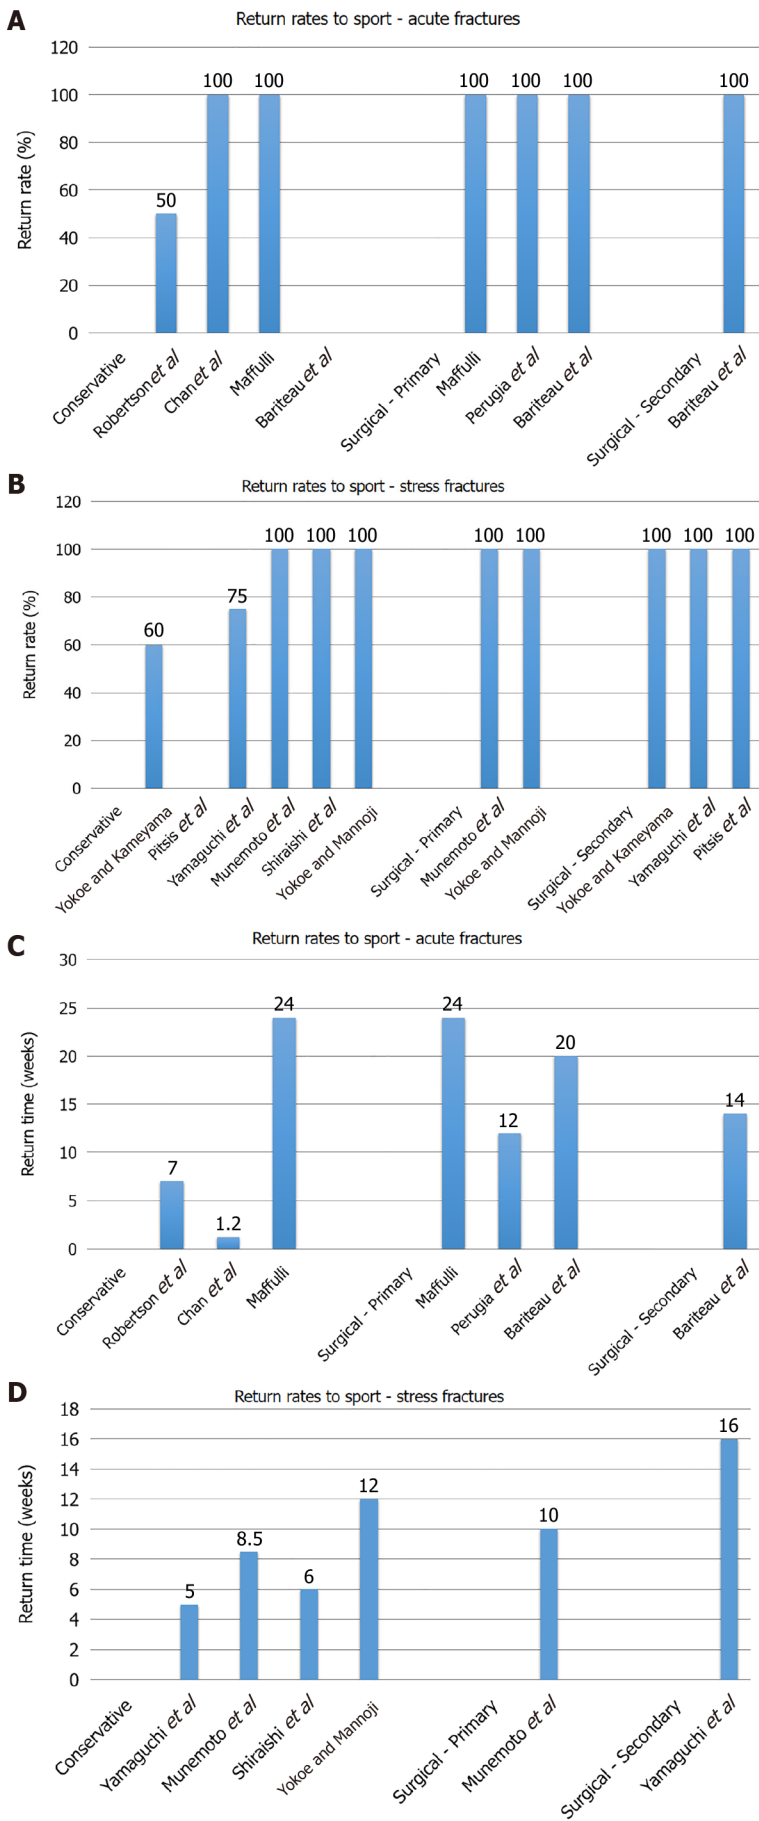 A
Return rates to sport - acute fractures
Return rate (%)
120
100
80
60
40
20
0
50
100
100
100
100
100
100
Conservative
Robertson et al
Chan et al
Maffulli
Bariteau et al
Surgical - Primary
Maffulli
Perugia et al
Bariteau et al
Surgical - Secondary
Bariteau et al
B
Return rates to sport - stress fractures
Return rate (%)
120
100
80
60
40
20
0
60
75
100
100
100
100
100
100
100
100
Conservative
Yokoe and Kameyama
Pitsis et al
Yamaguchi et al
Munemoto et al
Shiraishi et al
Yokoe and Mannoji
Surgical - Primary
Munemoto et al
Yokoe and Mannoji
Surgical - Secondary
Yokoe and Kameyama
Yamaguchi et al
Pitsis et al
C
Return rates to sport - acute fractures
Return time (weeks)
30
25
20
15
10
5
0
7
1.2
24
24
12
20
14
Conservative
Robertson et al
Chan et al
Maffulli
Surgical - Primary
Maffulli
Perugia et al
Bariteau et al
Surgical - Secondary
Bariteau et al
D
Return rates to sport - stress fractures
Return time (weeks)
18
16
14
12
10
8
6
4
2
0
5
8.5
6
12
10
16
Conservative
Yamaguchi et al
Munemoto et al
Shiraishi et al
Yokoe and Mannoji
Surgical - Primary
Munemoto et al
Surgical - Secondary
Yamaguchi et al